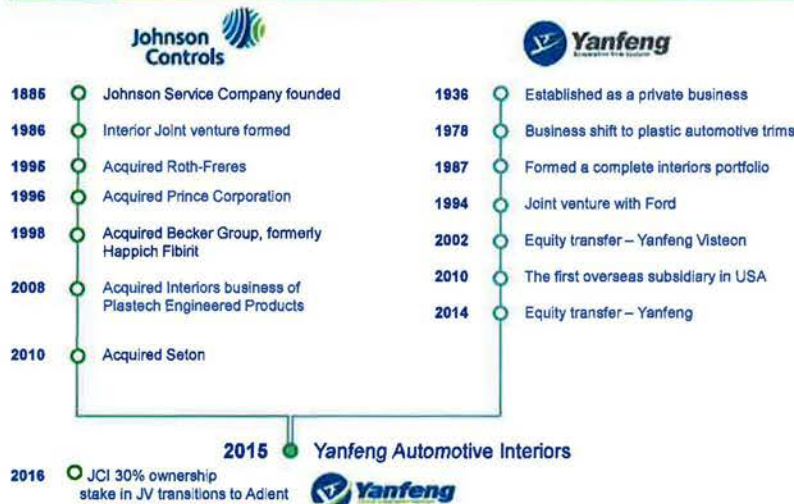 Johnson
Controls
1885 Johnson Service Company founded
1986 Interior Joint venture formed
1995 Acquired Roth-Freres
1996 Acquired Prince Corporation
1998 Acquired Becker Group, formerly
Happich Fibirit
2008 Acquired Interiors business of
Plastech Engineered Products
2010 Acquired Seton
Yanfeng
1936 Established as a private business
1978 Business shift to plastic automotive trims
1987 Formed a complete interiors portfolio
1994 Joint venture with Ford
2002 Equity transfer – Yanfeng Visteon
2010 The first overseas subsidiary in USA
2014 Equity transfer – Yanfeng
2015 Yanfeng Automotive Interiors
2016 JCI 30% ownership
stake in JV transitions to Adient
Yanfeng